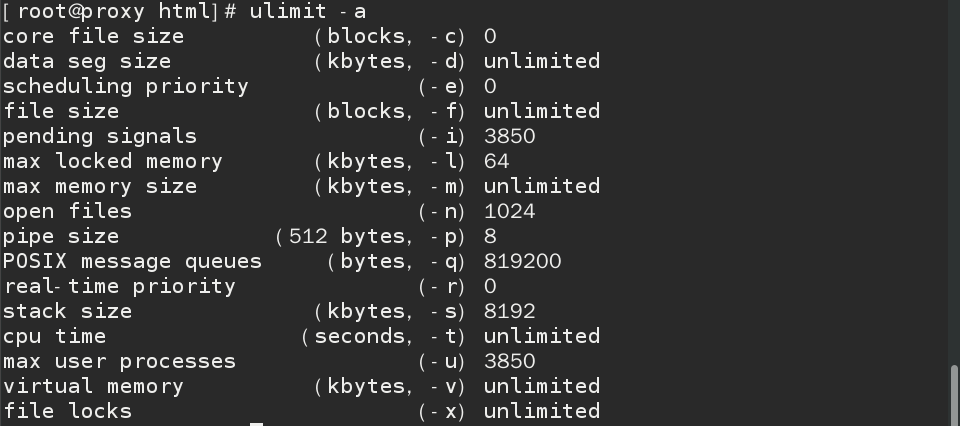 [root@proxy html]# ulimit -a
core file size          (blocks, -c) 0
data seg size           (kbytes, -d) unlimited
scheduling priority             (-e) 0
file size               (blocks, -f) unlimited
pending signals                 (-i) 3850
max locked memory       (kbytes, -l) 64
max memory size         (kbytes, -m) unlimited
open files                      (-n) 1024
pipe size            (512 bytes, -p) 8
POSIX message queues     (bytes, -q) 819200
real-time priority              (-r) 0
stack size              (kbytes, -s) 8192
cpu time               (seconds, -t) unlimited
max user processes              (-u) 3850
virtual memory          (kbytes, -v) unlimited
file locks                      (-x) unlimited